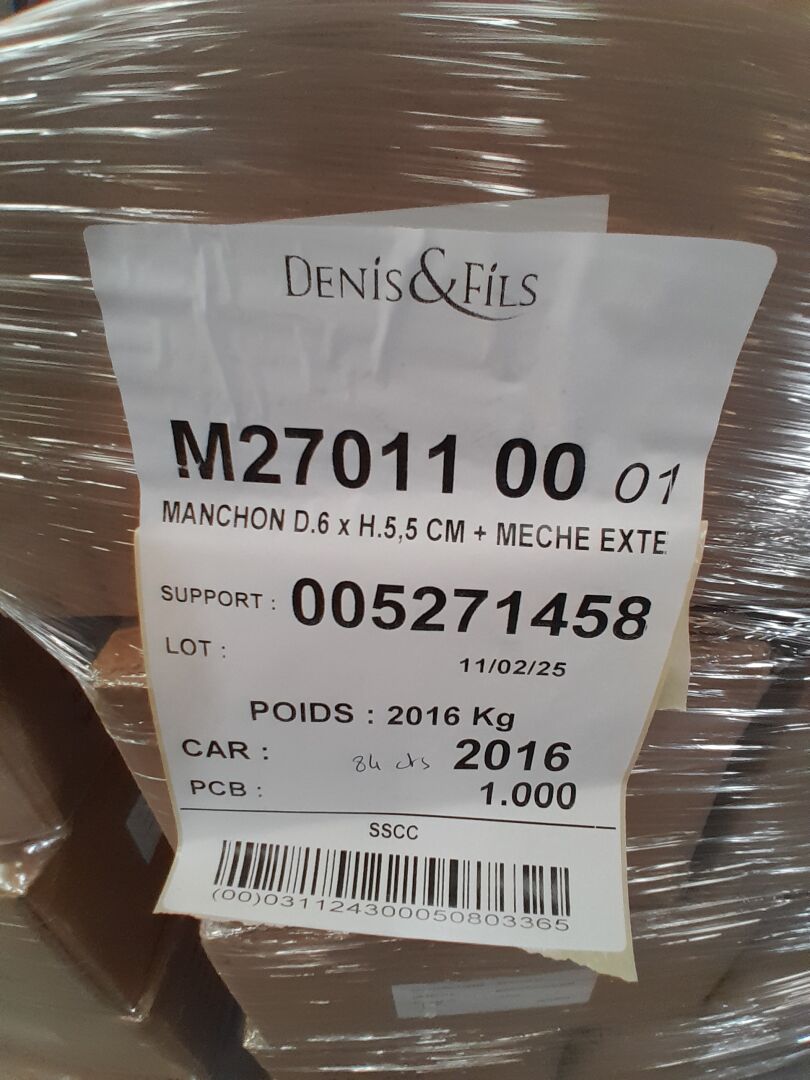 DENIS & FILS
M27011 00 01
MANCHON D.6 x H.5,5 CM + MECHE EXTE
SUPPORT : 005271458
LOT :
11/02/25
POIDS : 2016 Kg
CAR : 84 cts 2016
PCB : 1.000
SSCC
(00)031124300050803365